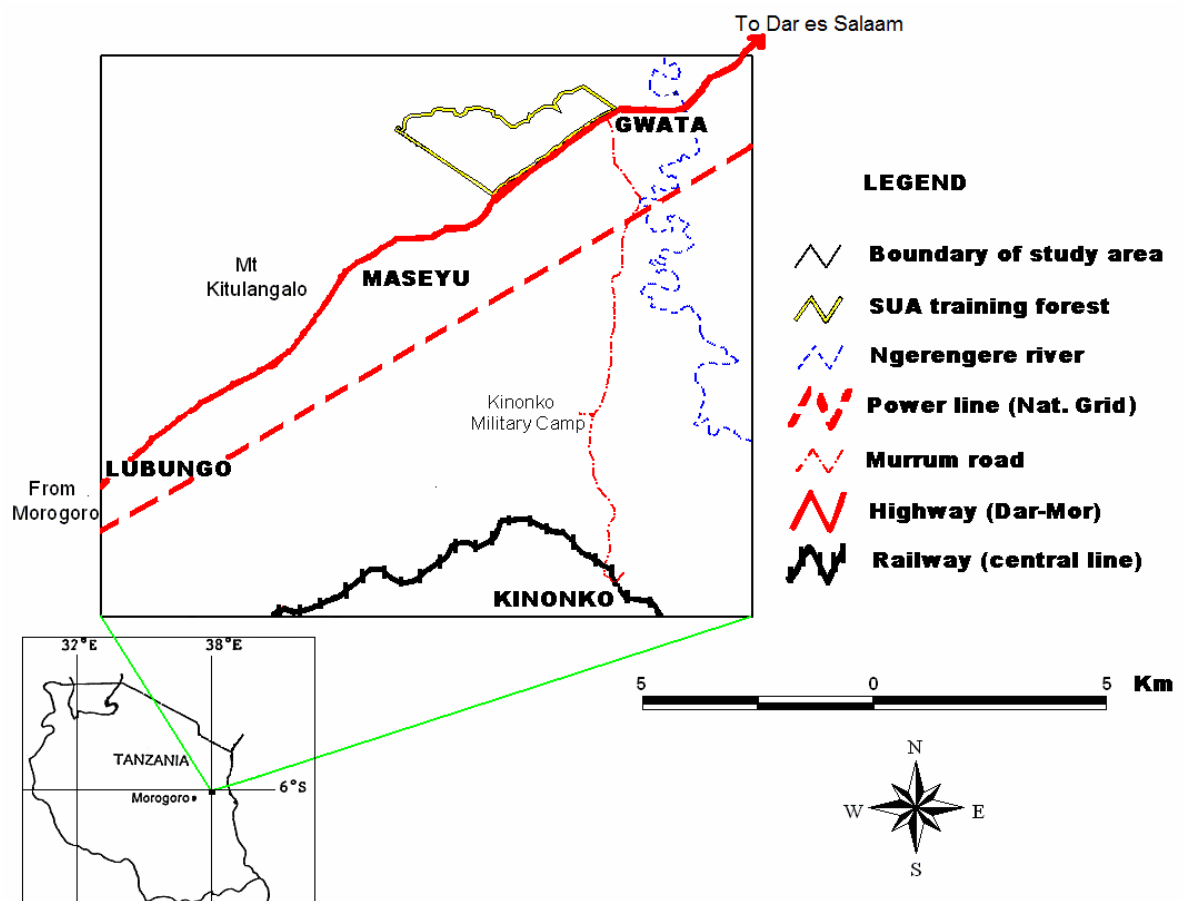 To Dar es Salaam
GWATA
LEGEND
Mt
Kitulangalo
MASEYU
Boundary of study area
SUA training forest
Ngerengere river
Power line (Nat. Grid)
Kinonko
Military Camp
Murrum road
LUBUNGO
From
Morogoro
Highway (Dar-Mor)
Railway (central line)
KINONKO
32°E
38°E
5
0
5
Km
TANZANIA
6°S
Morogoro
N
W
E
S